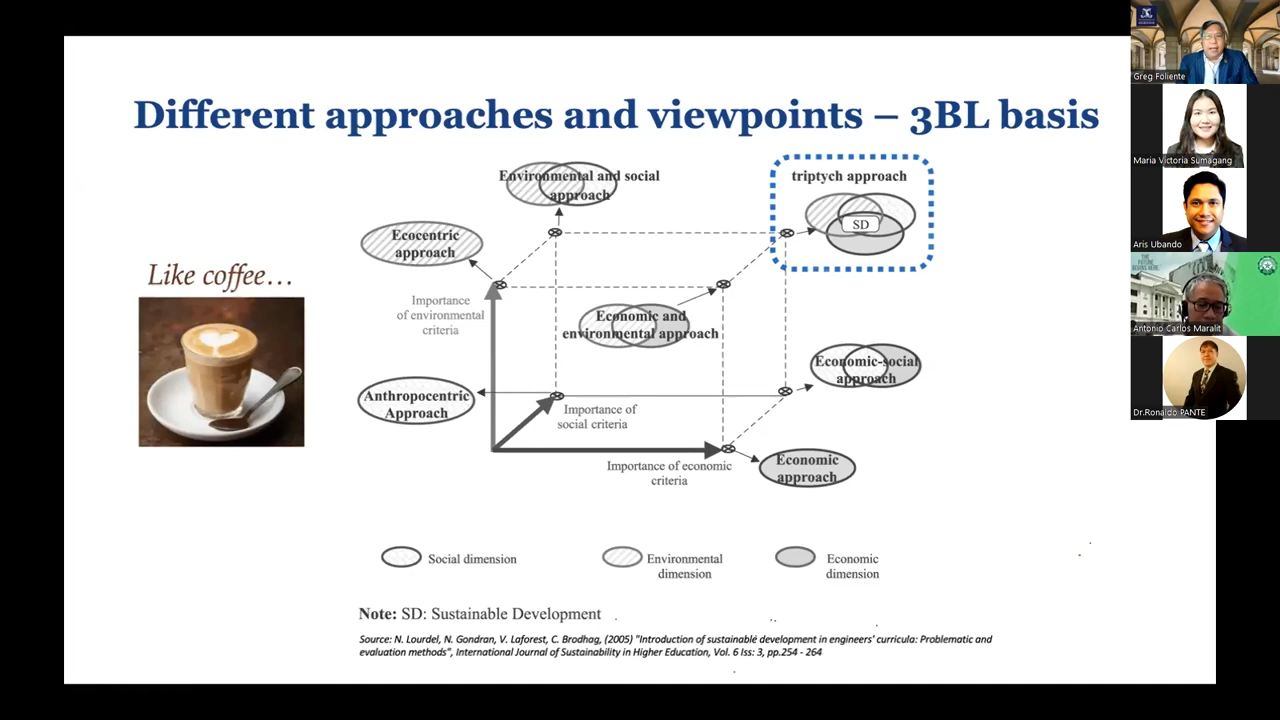 Different approaches and viewpoints – 3BL basis
Environmental and social
approach
triptych approach
SD
Ecocentric
approach
Like coffee…
Importance
of environmental
criteria
Economic and
environmental approach
Economic-social
approach
Anthropocentric
Approach
Importance of
social criteria
Economic
approach
Importance of economic
criteria
Social dimension
Environmental
dimension
Economic
dimension
Note: SD: Sustainable Development
Source: N. Lourdel, N. Gondran, V. Laforest, C. Brodhag, (2005) "Introduction of sustainable development in engineers' curricula: Problematic and
evaluation methods", International Journal of Sustainability in Higher Education, Vol. 6 Iss: 3, pp.254 - 264
Greg Foliente
Maria Victoria Sumagang
Aris Ubando
THE
FUTURE
BEGINS HERE
Antonio Carlos Maralit
Dr.Ronaldo PANTE